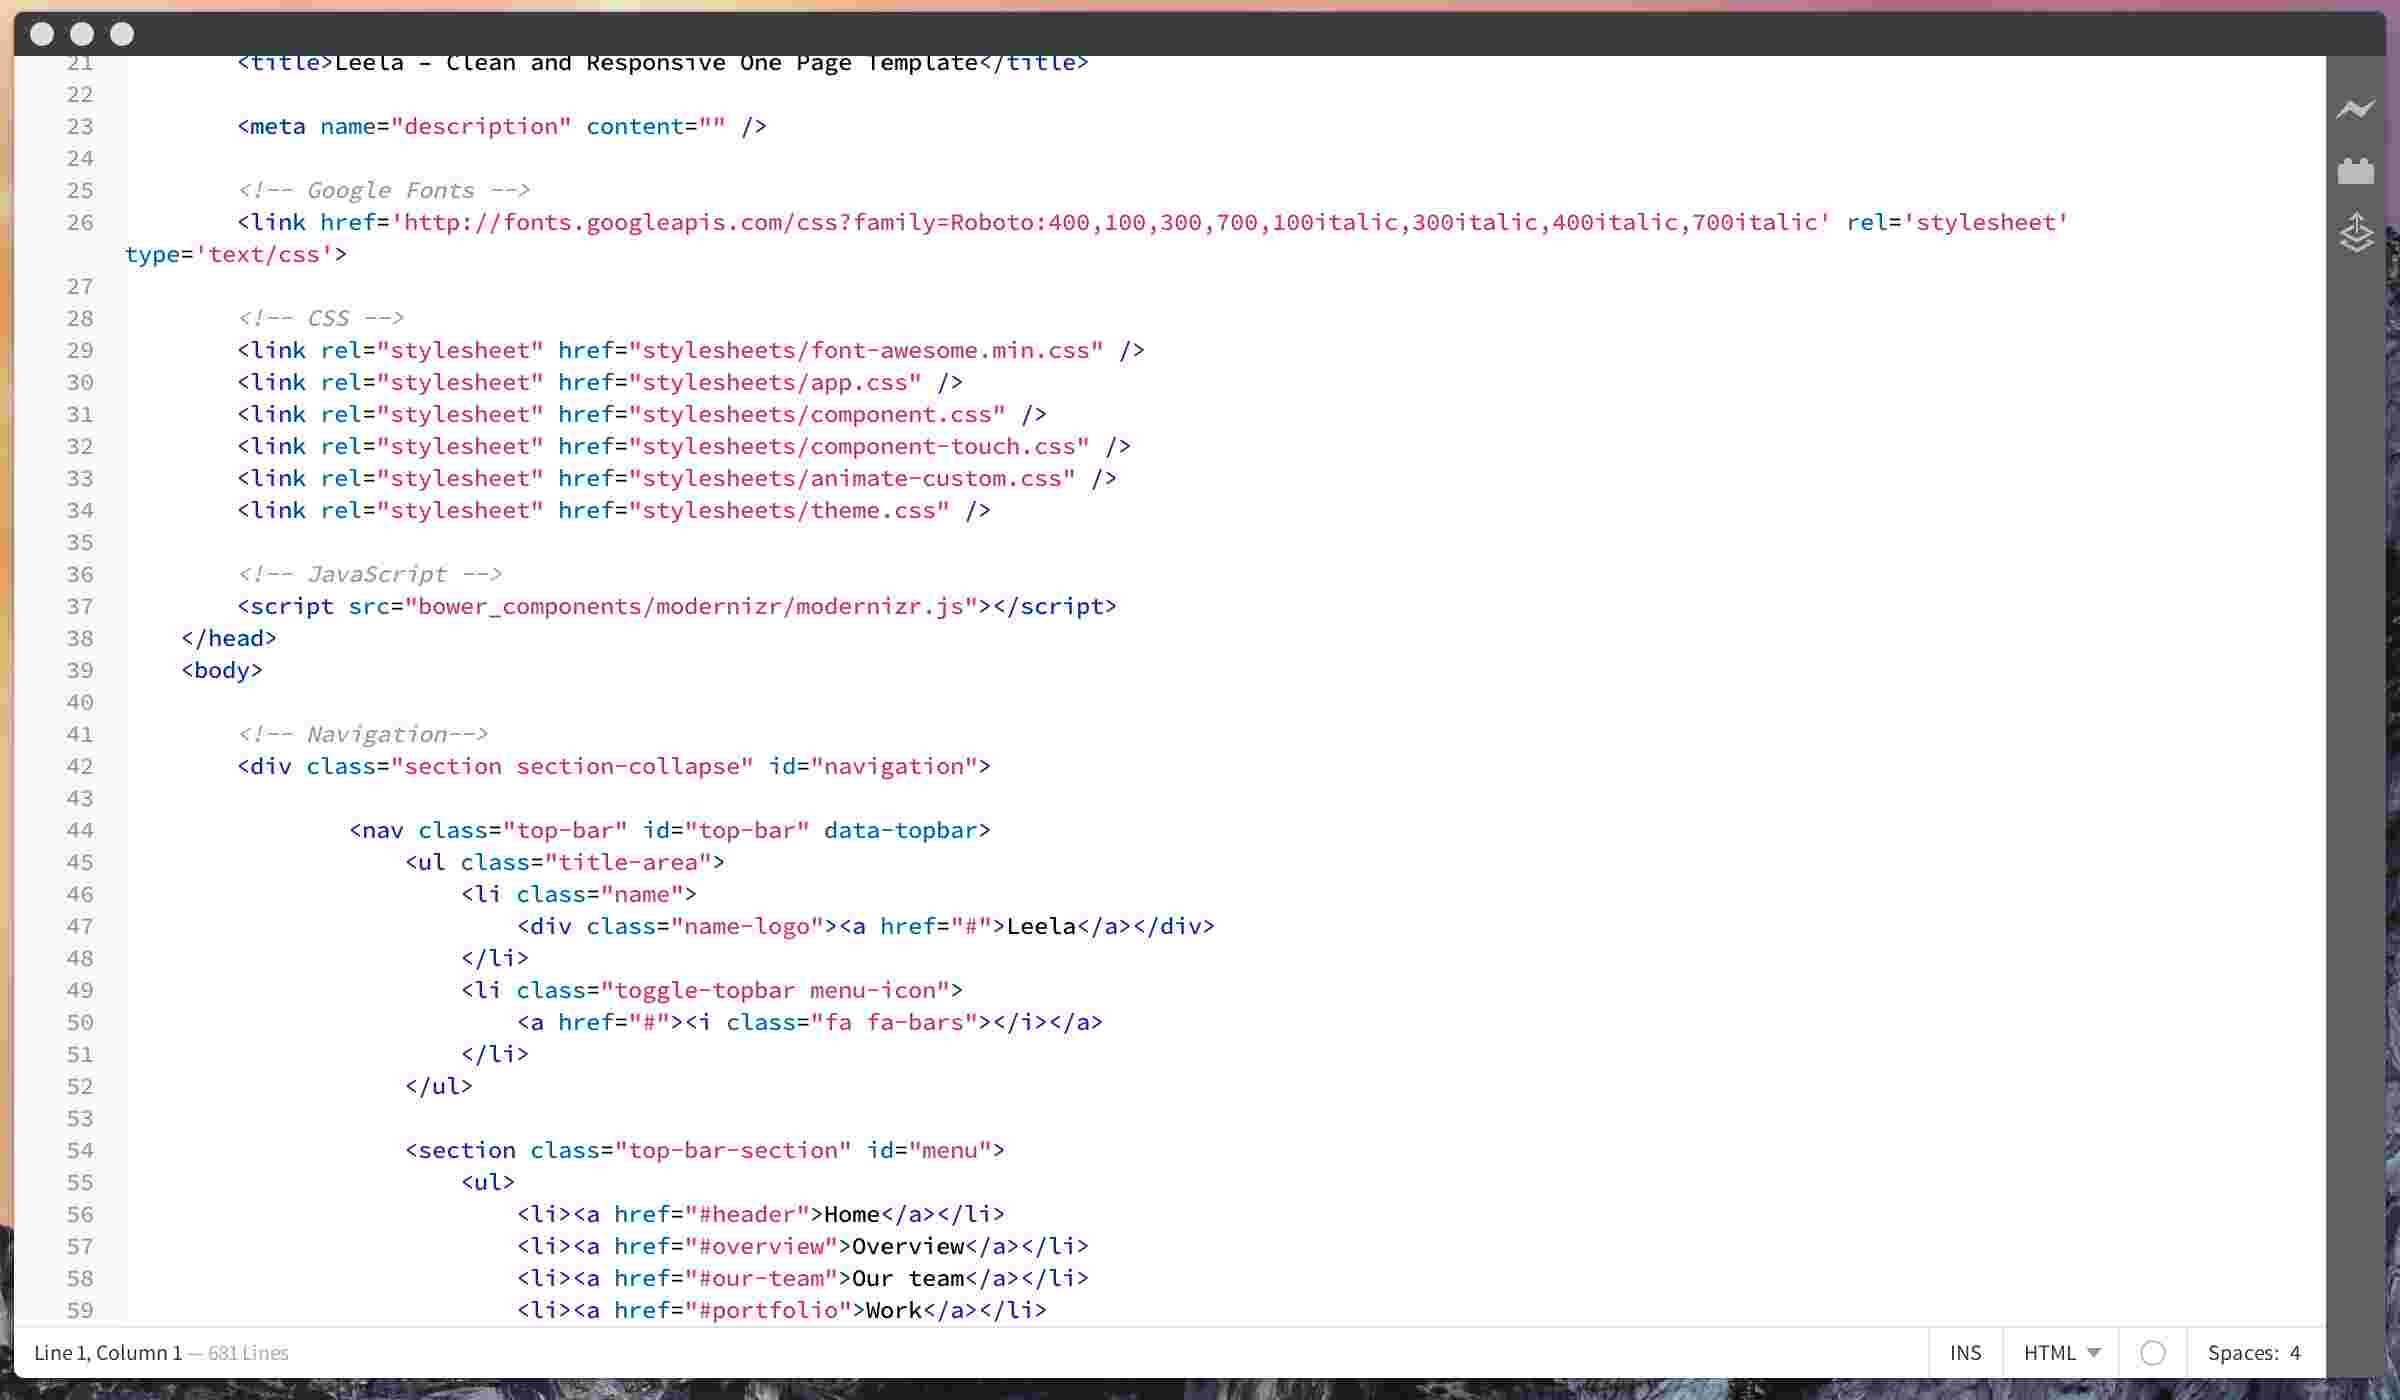 21 <title>Leela – Clean and Responsive One Page Template</title>
22
23 <meta name="description" content="" />
24
25 <!-- Google Fonts -->
26 <link href='http://fonts.googleapis.com/css?family=Roboto:400,100,300,700,100italic,300italic,400italic,700italic' rel='stylesheet'
type='text/css'>
27
28 <!-- CSS -->
29 <link rel="stylesheet" href="stylesheets/font-awesome.min.css" />
30 <link rel="stylesheet" href="stylesheets/app.css" />
31 <link rel="stylesheet" href="stylesheets/component.css" />
32 <link rel="stylesheet" href="stylesheets/component-touch.css" />
33 <link rel="stylesheet" href="stylesheets/animate-custom.css" />
34 <link rel="stylesheet" href="stylesheets/theme.css" />
35
36 <!-- JavaScript -->
37 <script src="bower_components/modernizr/modernizr.js"></script>
38 </head>
39 <body>
40
41 <!-- Navigation-->
42 <div class="section section-collapse" id="navigation">
43
44 <nav class="top-bar" id="top-bar" data-topbar>
45 <ul class="title-area">
46 <li class="name">
47 <div class="name-logo"><a href="#">Leela</a></div>
48 </li>
49 <li class="toggle-topbar menu-icon">
50 <a href="#"><i class="fa fa-bars"></i></a>
51 </li>
52 </ul>
53
54 <section class="top-bar-section" id="menu">
55 <ul>
56 <li><a href="#header">Home</a></li>
57 <li><a href="#overview">Overview</a></li>
58 <li><a href="#our-team">Our team</a></li>
59 <li><a href="#portfolio">Work</a></li>
Line 1, Column 1 — 681 Lines INS HTML Spaces: 4